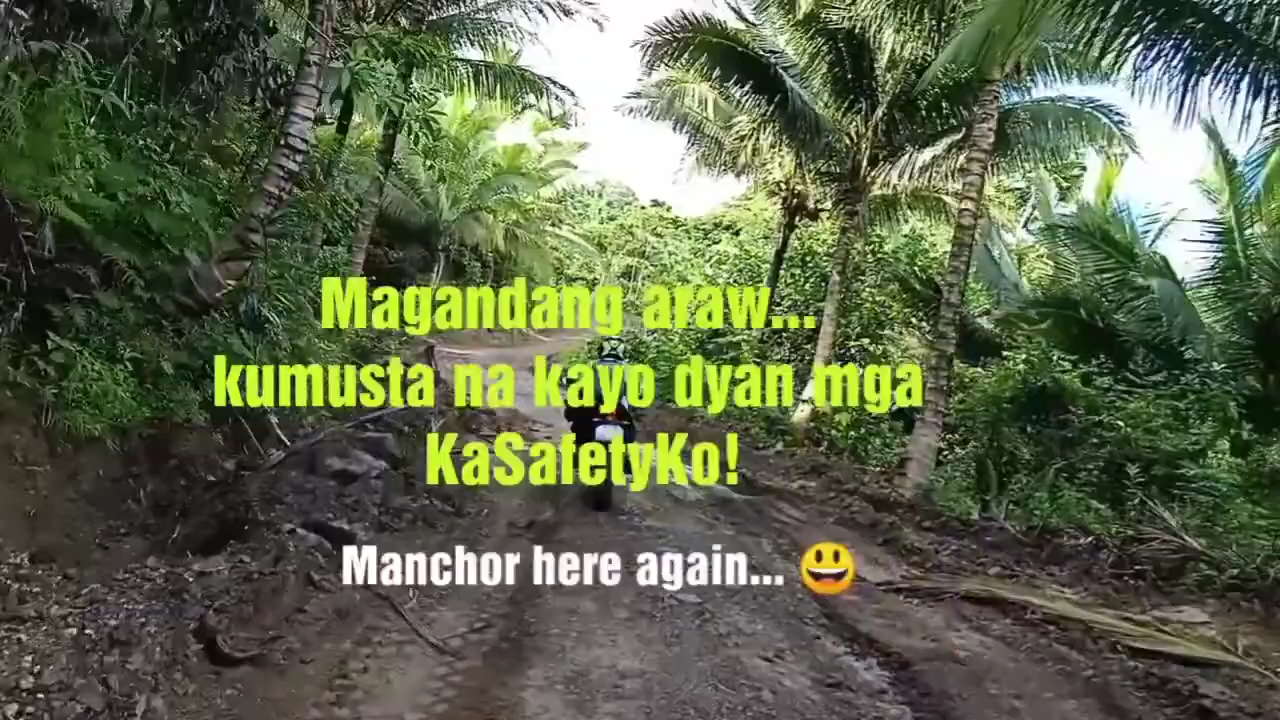 Magandang araw...
kumusta na kayo dyan mga
KaSafetyKo!
Manchor here again... 😃